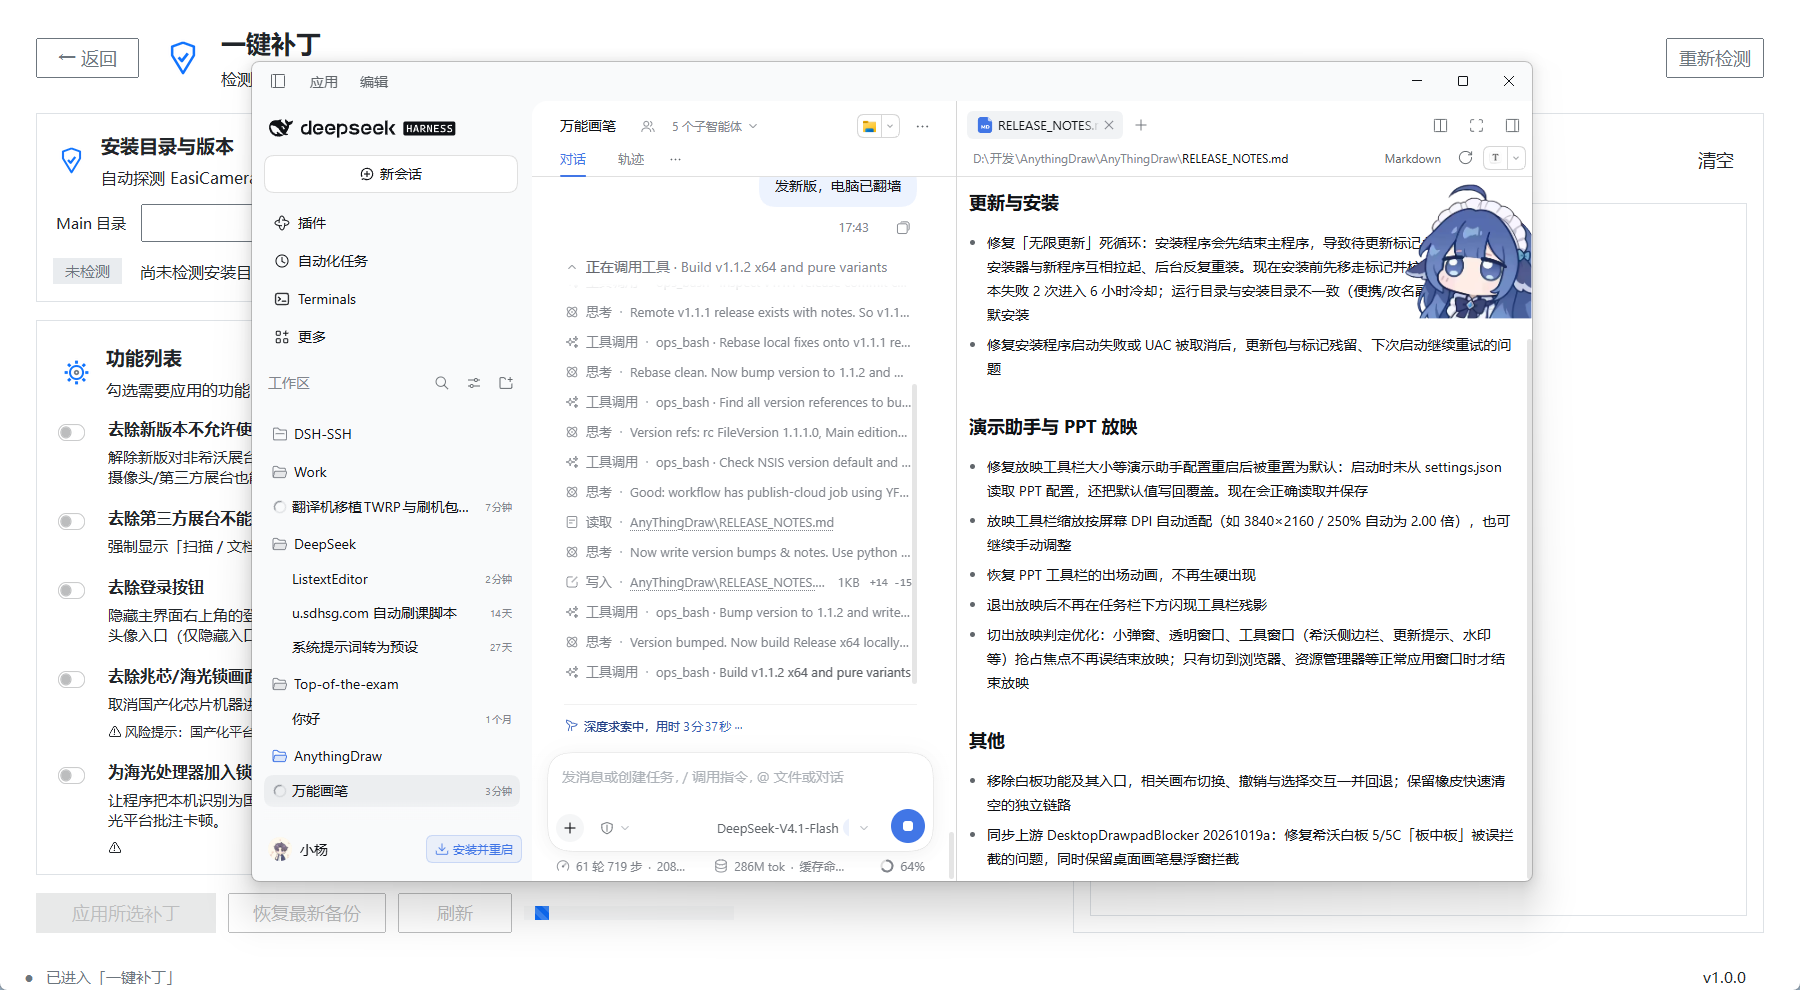 ← 返回
一键补丁
检测
重新检测
安装目录与版本
自动探测 EasiCamer
Main 目录
未检测
尚未检测安装目
功能列表
勾选需要应用的功能
去除新版本不允许使
解除新版对非希沃展台
摄像头/第三方展台也
去除第三方展台不能
强制显示「扫描 / 文档
去除登录按钮
隐藏主界面右上角的登
头像入口（仅隐藏入口
去除兆芯/海光锁画面
取消国产化芯片机器进
风险提示：国产化平台
为海光处理器加入锁
让程序把本机识别为国
光平台批注卡顿。
应用所选补丁
恢复最新备份
刷新
已进入「一键补丁」
清空
v1.0.0
应用
编辑
deepseek HARNESS
新会话
插件
自动化任务
Terminals
更多
工作区
DSH-SSH
Work
翻译机移植TWRP与刷机包... 7分钟
DeepSeek
ListextEditor 2分钟
u.sdhsg.com 自动刷课脚本 14天
系统提示词转为预设 27天
Top-of-the-exam
你好 1个月
AnythingDraw
万能画笔 3分钟
小杨
安装并重启
万能画笔
5 个子智能体
对话
轨迹
发新版，电脑已翻墙
17:43
正在调用工具 · Build v1.1.2 x64 and pure variants
思考 · Remote v1.1.1 release exists with notes. So v1.1...
工具调用 · ops_bash · Rebase local fixes onto v1.1.1 re...
思考 · Rebase clean. Now bump version to 1.1.2 and ...
工具调用 · ops_bash · Find all version references to bu...
思考 · Version refs: rc FileVersion 1.1.1.0, Main edition...
工具调用 · ops_bash · Check NSIS version default and ...
思考 · Good: workflow has publish-cloud job using YF...
读取 · AnyThingDraw\RELEASE_NOTES.md
思考 · Now write version bumps & notes. Use python ...
写入 · AnyThingDraw\RELEASE_NOTES.... 1KB +14 -15
工具调用 · ops_bash · Bump version to 1.1.2 and write...
思考 · Version bumped. Now build Release x64 locally...
工具调用 · ops_bash · Build v1.1.2 x64 and pure variants
深度求索中，用时 3分37秒 ...
发消息或创建任务, / 调用指令, @ 文件或对话
DeepSeek-V4.1-Flash
61 轮 719 步 · 208...
286M tok · 缓存命...
64%
RELEASE_NOTES.
D:\开发\AnythingDraw\AnyThingDraw\RELEASE_NOTES.md
Markdown
T
更新与安装
修复「无限更新」死循环：安装程序会先结束主程序，导致待更新标记
安装器与新程序互相拉起、后台反复重装。现在安装前先移走标记并
本失败 2 次进入 6 小时冷却；运行目录与安装目录不一致（便携/改名
默安装
修复安装程序启动失败或 UAC 被取消后，更新包与标记残留、下次启动继续重试的问
题
演示助手与 PPT 放映
修复放映工具栏大小等演示助手配置重启后被重置为默认：启动时未从 settings.json
读取 PPT 配置，还把默认值写回覆盖。现在会正确读取并保存
放映工具栏缩放按屏幕 DPI 自动适配（如 3840×2160 / 250% 自动为 2.00 倍），也可
继续手动调整
恢复 PPT 工具栏的出场动画，不再生硬出现
退出放映后不再在任务栏下方闪现工具栏残影
切出放映判定优化：小弹窗、透明窗口、工具窗口（希沃侧边栏、更新提示、水印
等）抢占焦点不再误结束放映；只有切到浏览器、资源管理器等正常应用窗口时才结
束放映
其他
移除白板功能及其入口，相关画布切换、撤销与选择交互一并回退；保留橡皮快速清
空的独立链路
同步上游 DesktopDrawpadBlocker 20261019a：修复希沃白板 5/5C「板中板」被误拦
截的问题，同时保留桌面画笔悬浮窗拦截